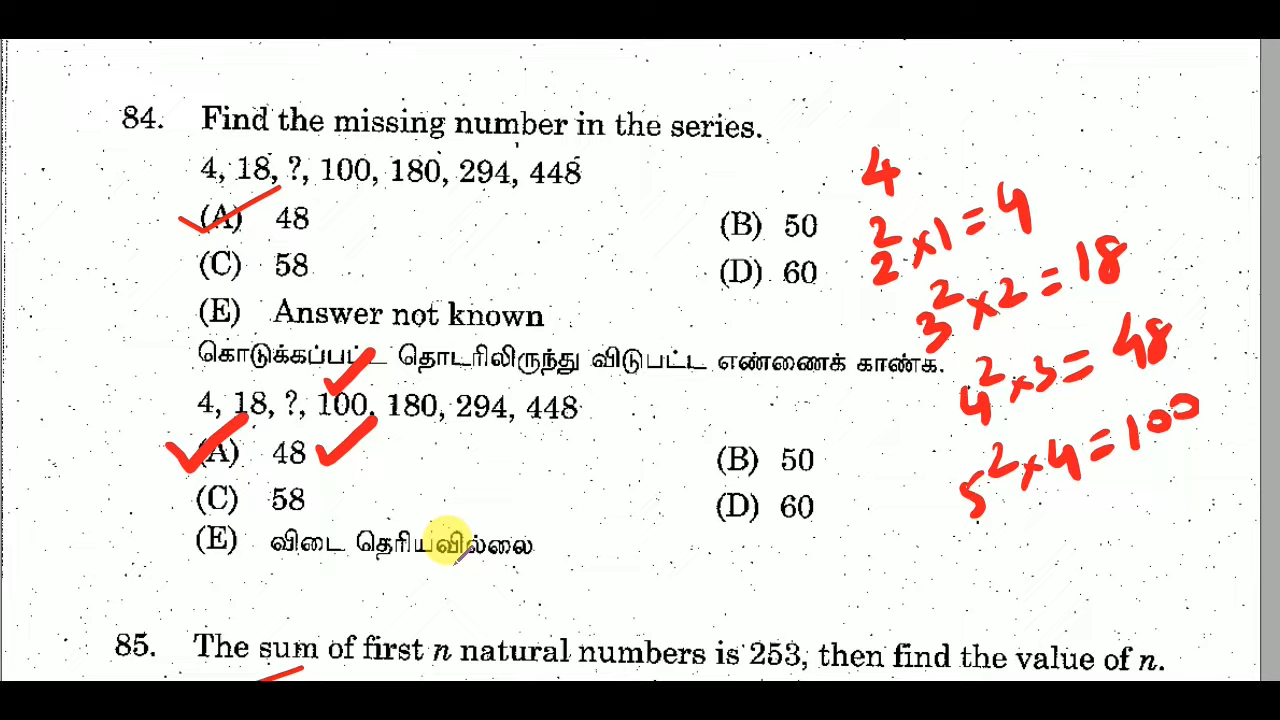 84. Find the missing number in the series.
4, 18, ?, 100, 180, 294, 448
(A) 48 (B) 50
(C) 58 (D) 60
(E) Answer not known
கொடுக்கப்பட்ட தொடரிலிருந்து விடுபட்ட எண்ணைக் காண்க.
4, 18, ?, 100, 180, 294, 448
(A) 48 (B) 50
(C) 58 (D) 60
(E) விடை தெரியவில்லை
85. The sum of first n natural numbers is 253, then find the value of n.
4
2² × 1 = 4
3² × 2 = 18
4² × 3 = 48
5² × 4 = 100